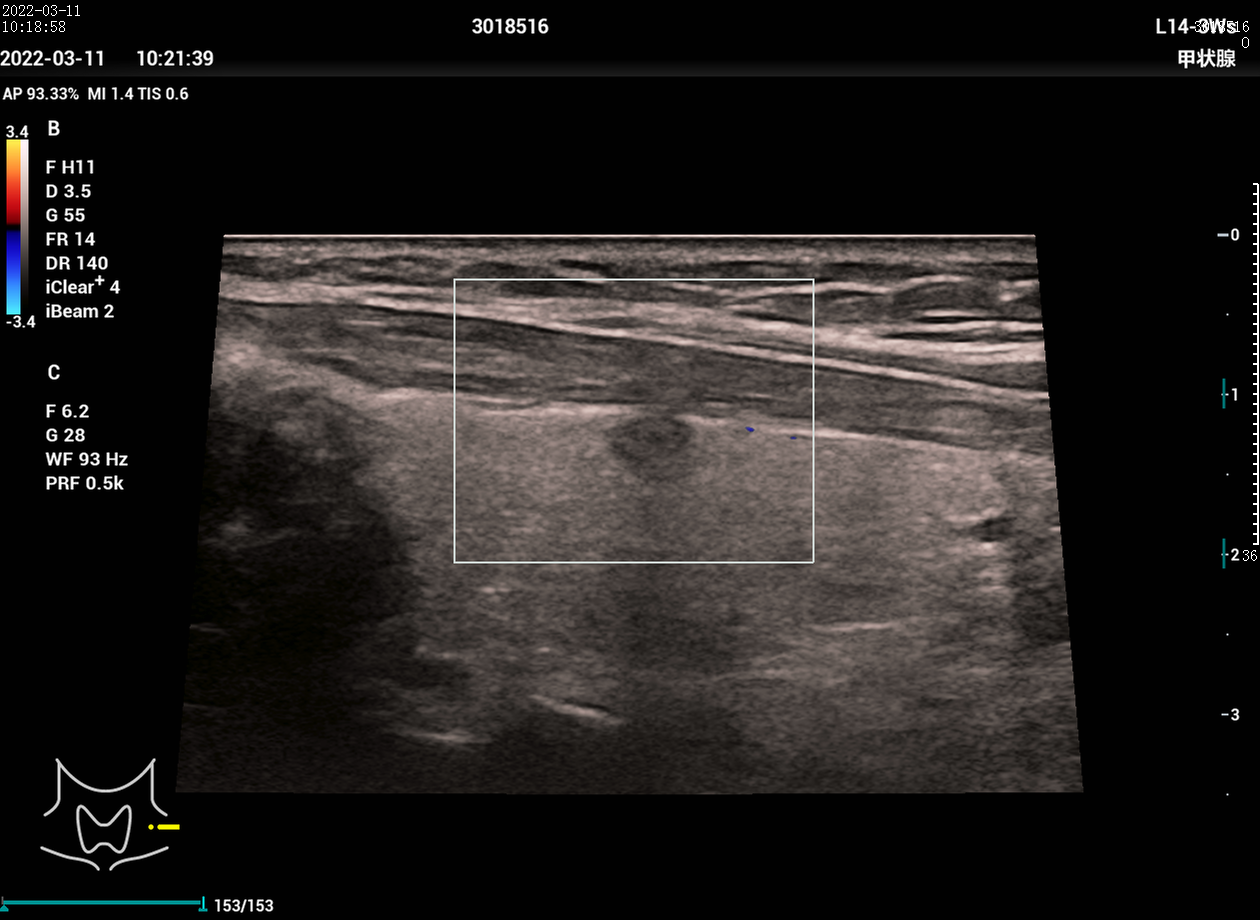 2022-03-11
10:18:58
3018516
L14-3Ws
0
2022-03-11 10:21:39
甲状腺
AP 93.33% MI 1.4 TIS 0.6
3.4
B
F H11
D 3.5
G 55
FR 14
DR 140
iClear+ 4
iBeam 2
-3.4
C
F 6.2
G 28
WF 93 Hz
PRF 0.5k
0
1
2
36
3
153/153